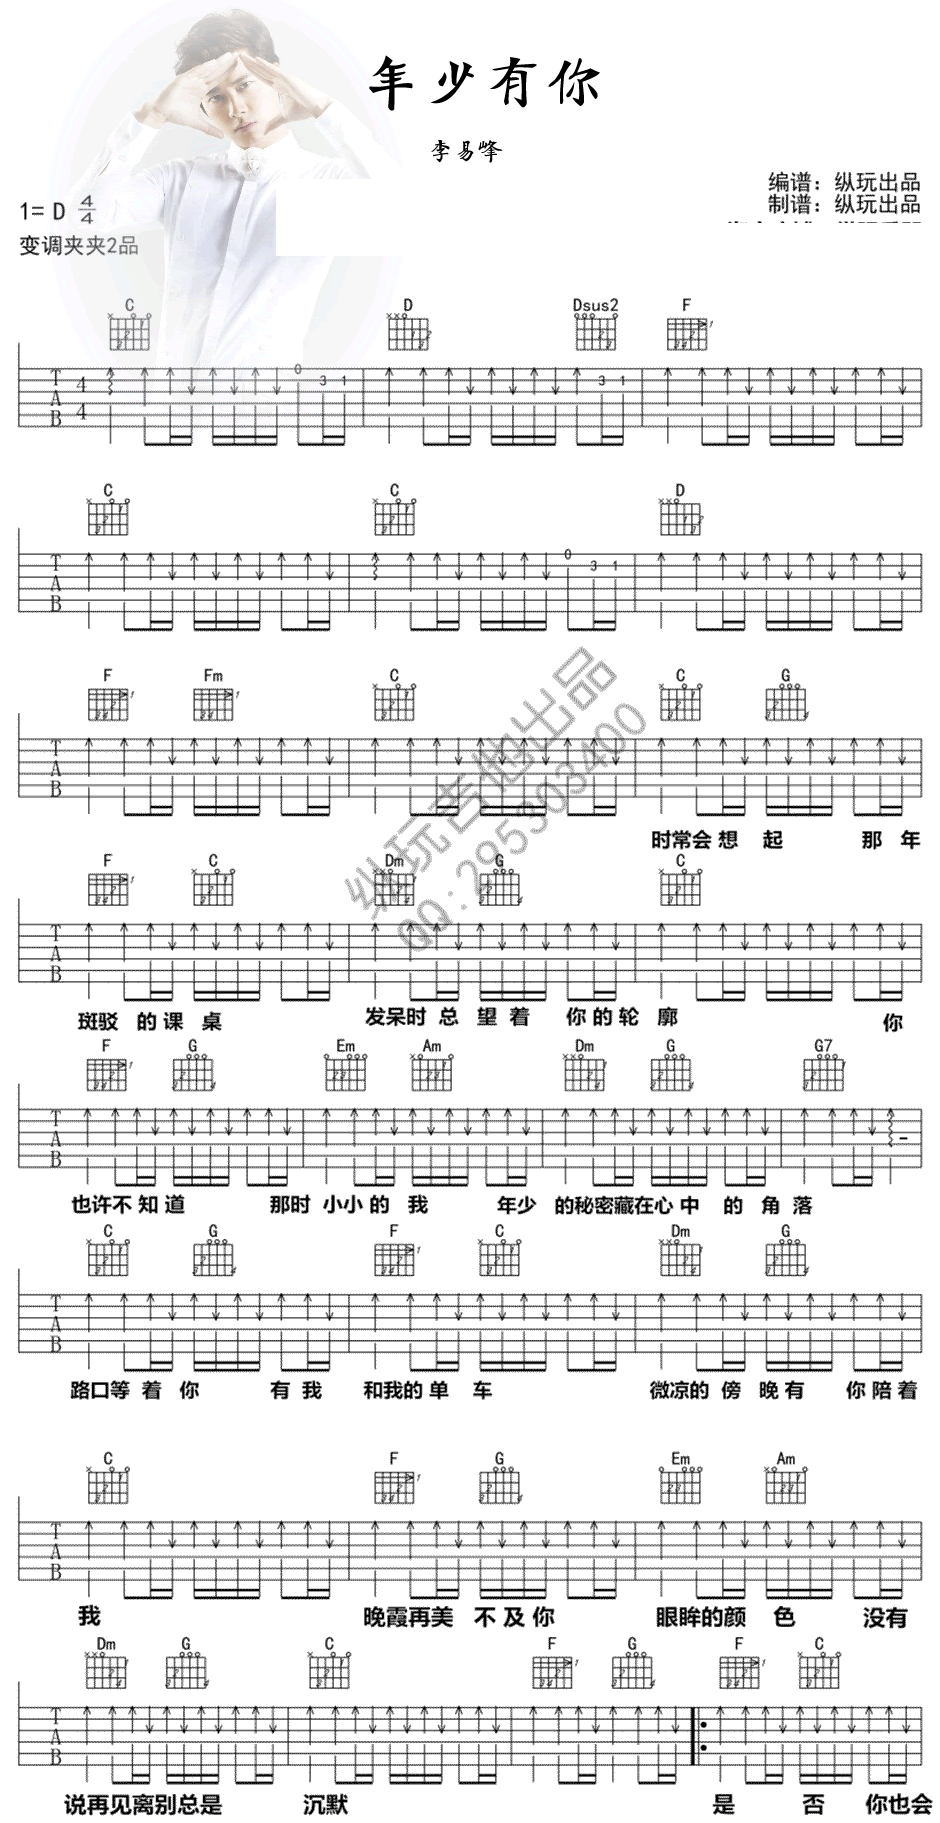 年少有你
李易峰
编谱：纵玩出品
1= D 4/4
制谱：纵玩出品
变调夹夹2品
C D Dsus2 F
T A B 4 4 0 3 1 3 1
C C D
T A B 0 3 1
F Fm C C G
T A B
时常会想起 那年
F C Dm G C
T A B
斑驳的课桌 发呆时总望着 你的轮廓 你
F G Em Am Dm G G7
T A B
也许不知道 那时小小的我 年少的秘密藏在心中的角落
C G F C Dm G
T A B
路口等着你 有我 和我的单车 微凉的傍晚有 你陪着
C F G Em Am
T A B
我 晚霞再美不及你 眼眸的颜色 没有
Dm G C F G F C
T A B
说再见离别总是 沉默 是否 你也会
纵玩吉他出品
QQ:295303400